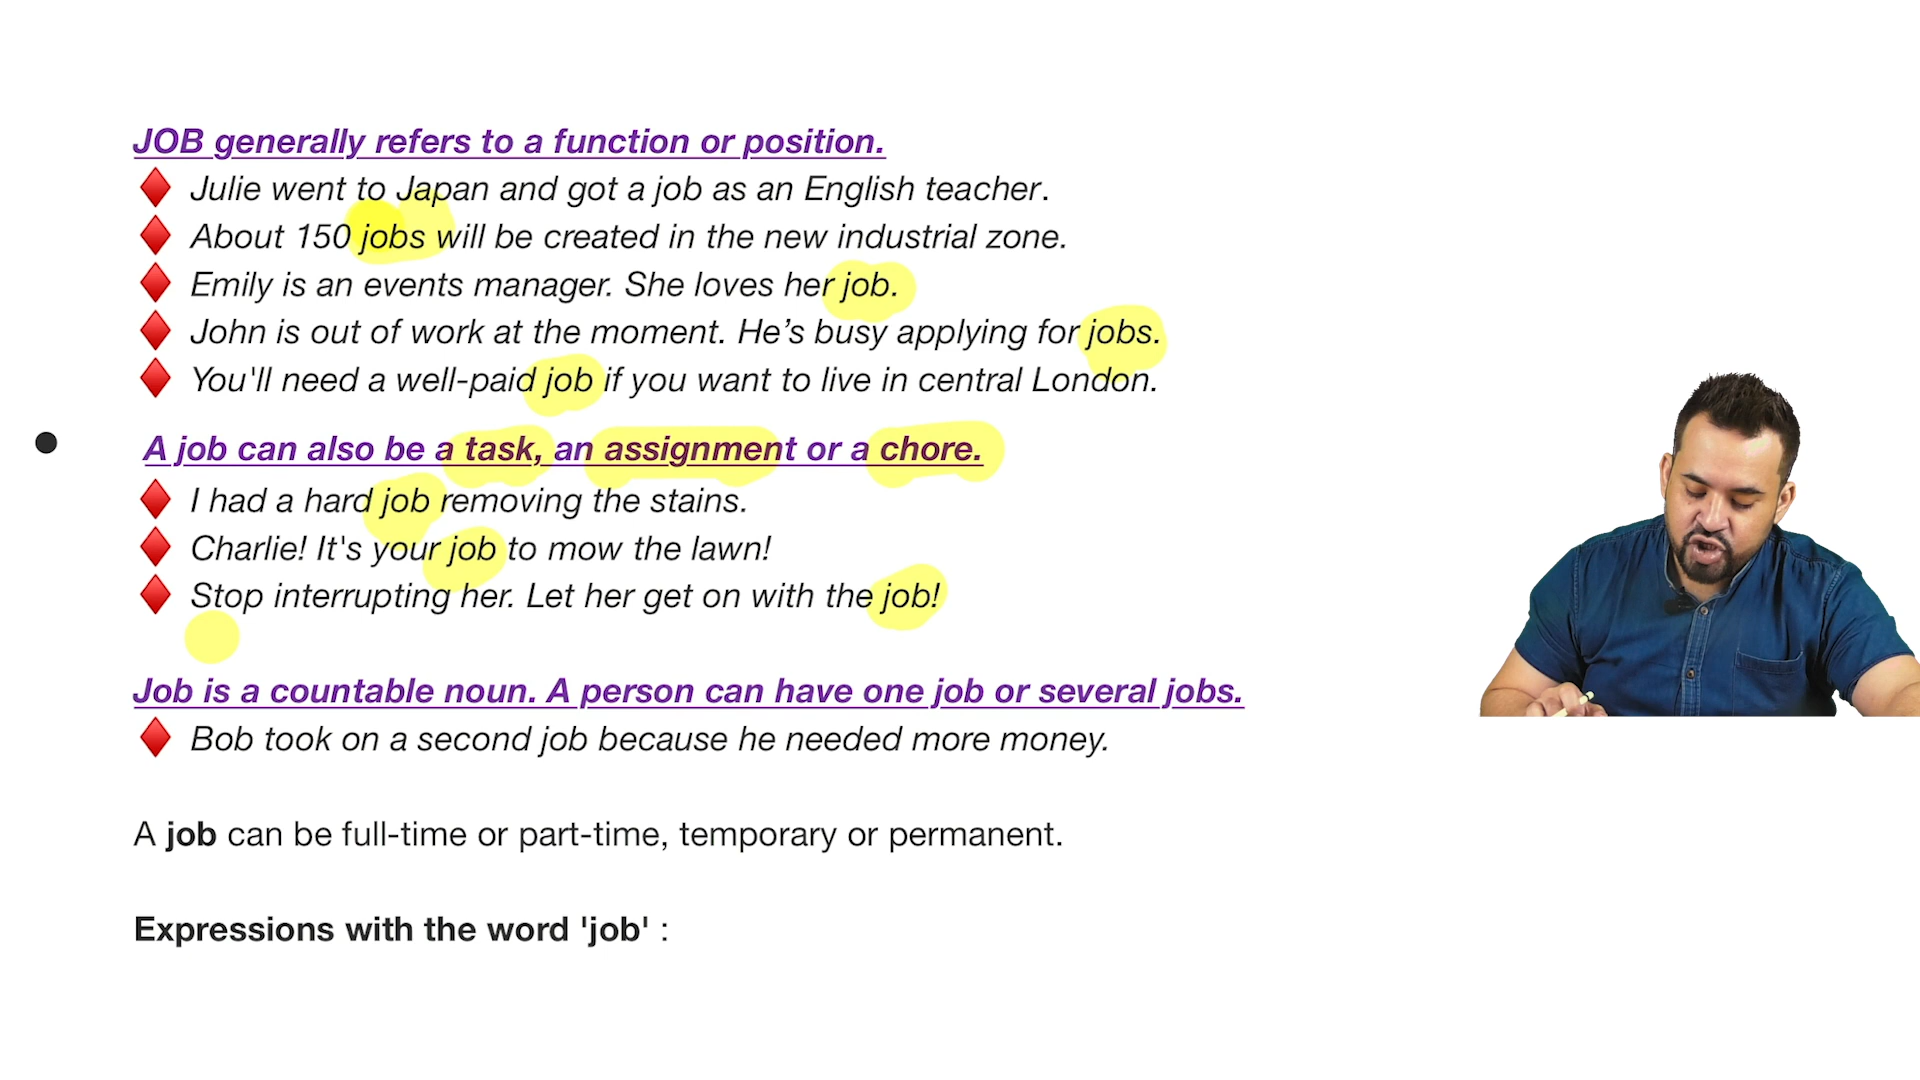 JOB generally refers to a function or position.
Julie went to Japan and got a job as an English teacher.
About 150 jobs will be created in the new industrial zone.
Emily is an events manager. She loves her job.
John is out of work at the moment. He’s busy applying for jobs.
You'll need a well-paid job if you want to live in central London.
A job can also be a task, an assignment or a chore.
I had a hard job removing the stains.
Charlie! It's your job to mow the lawn!
Stop interrupting her. Let her get on with the job!
Job is a countable noun. A person can have one job or several jobs.
Bob took on a second job because he needed more money.
A job can be full-time or part-time, temporary or permanent.
Expressions with the word 'job' :